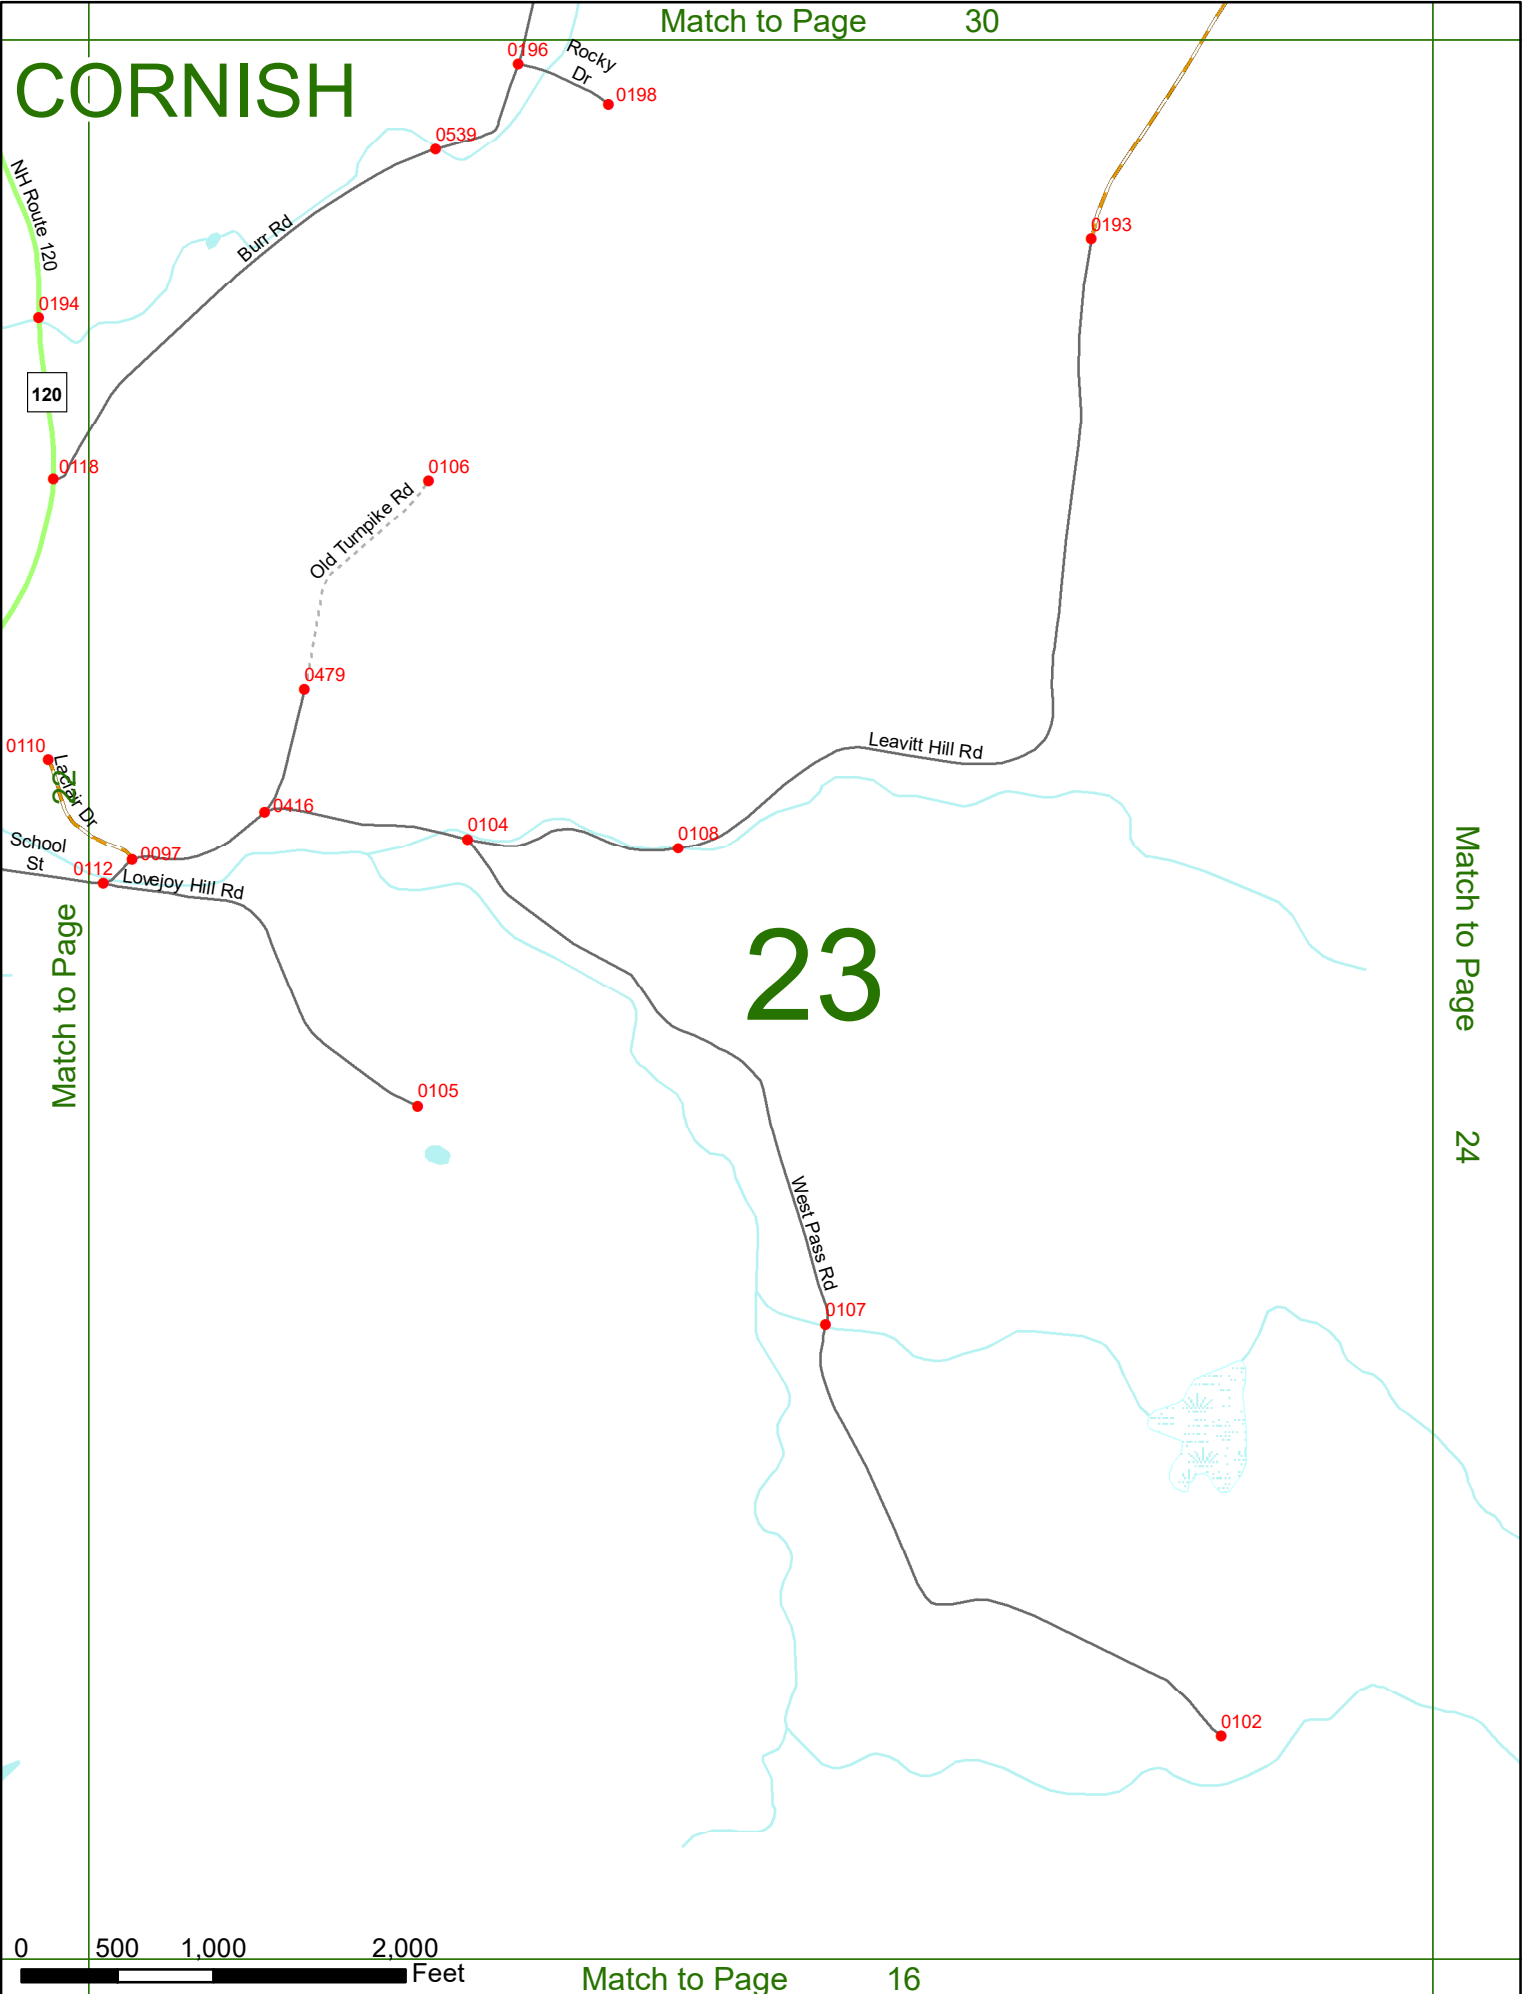 Match to Page 30
CORNISH
0196
Rocky
Dr
0198
0539
NH Route 120
Burr Rd
0193
0194
120
0118
0106
Old Turnpike Rd
0479
0110
Laclair Dr
22
Leavitt Hill Rd
0416
0104
0108
School
St
0097
0112
Lovejoy Hill Rd
Match to Page
23
Match to Page 24
0105
West Pass Rd
0107
0102
0 500 1,000 2,000
Feet
Match to Page 16